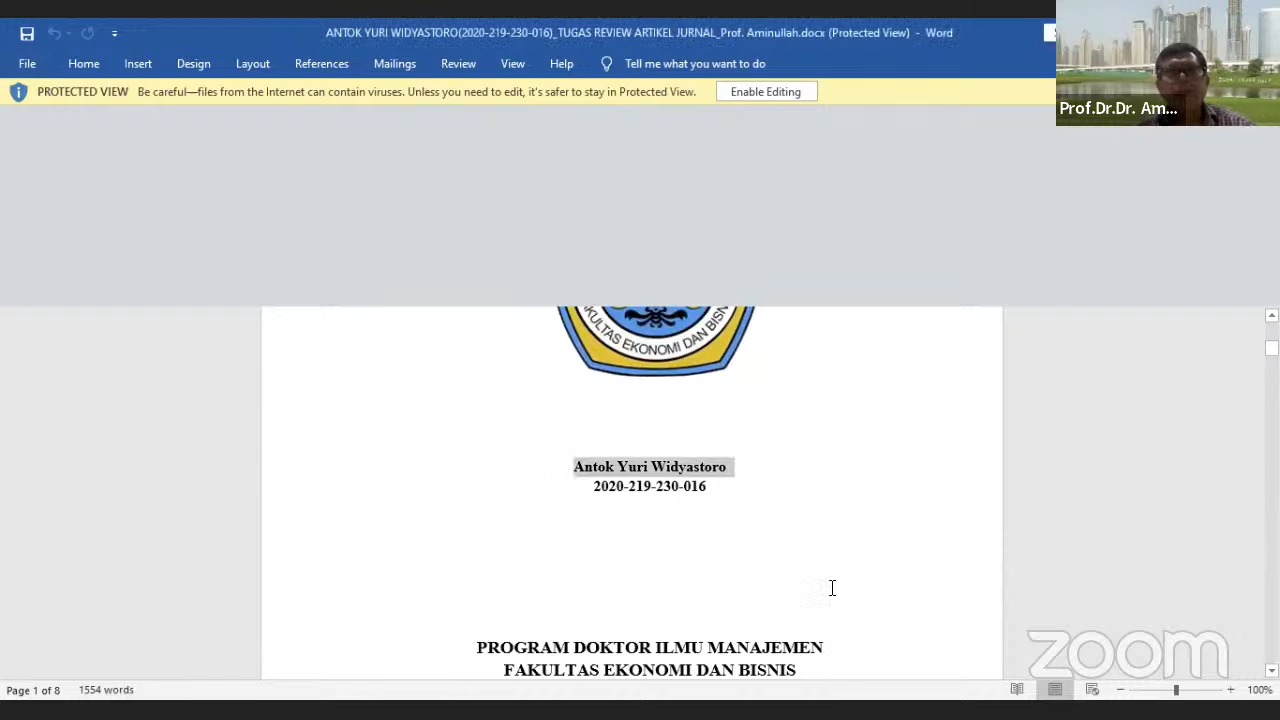 ANTOK YURI WIDYASTORO(2020-219-230-016)_TUGAS REVIEW ARTIKEL JURNAL_Prof. Aminullah.docx (Protected View) - Word
File Home Insert Design Layout References Mailings Review View Help Tell me what you want to do
PROTECTED VIEW Be careful—files from the Internet can contain viruses. Unless you need to edit, it's safer to stay in Protected View. Enable Editing
Prof.Dr.Dr. Am...
FAKULTAS EKONOMI DAN BISNIS
Antok Yuri Widyastoro
2020-219-230-016
PROGRAM DOKTOR ILMU MANAJEMEN
FAKULTAS EKONOMI DAN BISNIS
zoom
Page 1 of 8 1554 words 100%